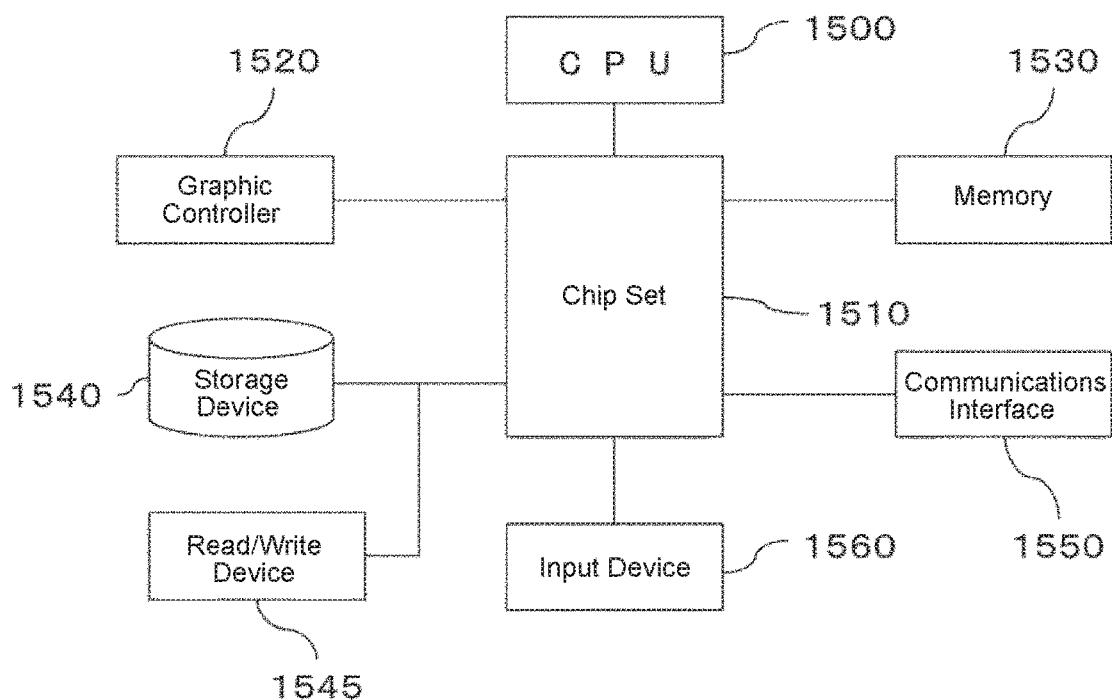 1500
C P U
1520
1530
Graphic
Controller
Memory
Chip Set
1510
1540
Storage
Device
Communications
Interface
Read/Write
Device
Input Device
1560
1550
1545